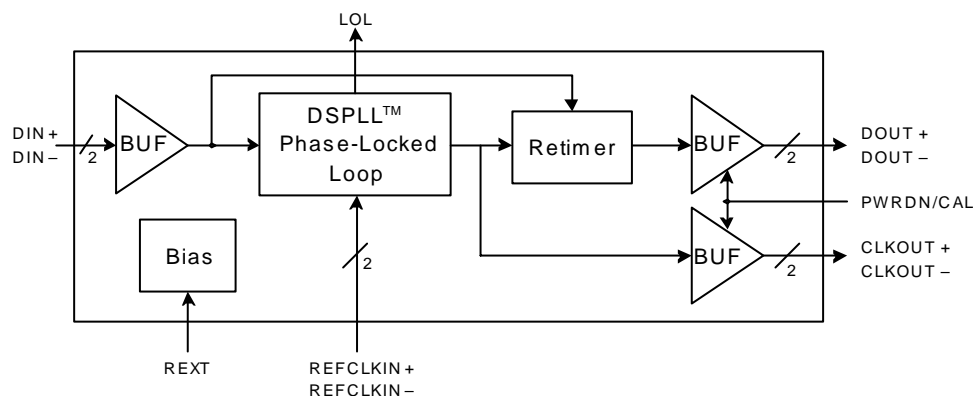 LOL
DIN+
DIN–
2
BUF
DSPLL™
Phase-Locked
Loop
Retimer
BUF
2
DOUT+
DOUT–
PWRDN/CAL
Bias
2
BUF
2
CLKOUT+
CLKOUT–
REXT
REFCLKIN+
REFCLKIN–